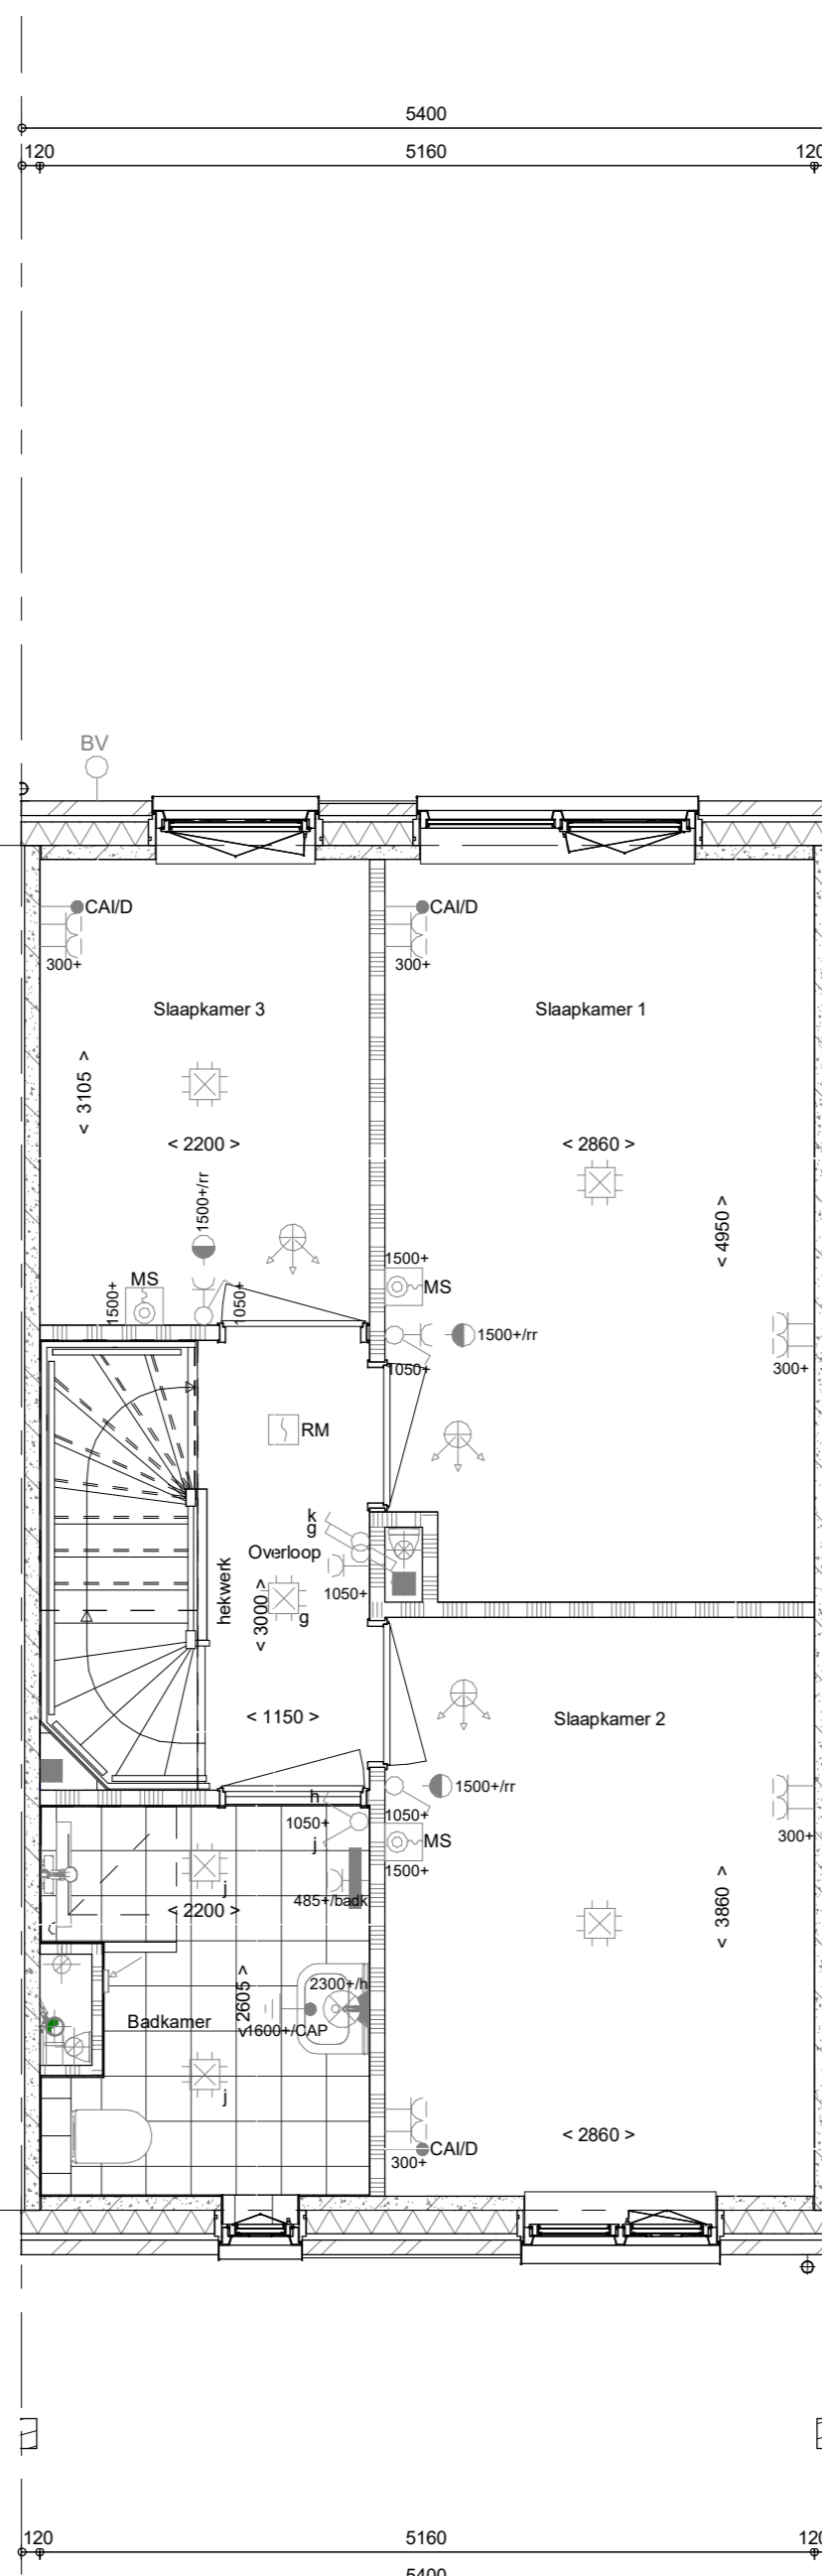 5400
120 5160 120
BV
CAI/D CAI/D
300+ 300+
Slaapkamer 3 Slaapkamer 1
< 3105 >
< 2200 > < 2860 >
1500+/rr
< 4950 >
1500+
MS
1500+
MS
1050+
1500+/rr
1050+
300+
RM
k
g
Overloop
1050+
hekwerk
< 3000 >
g
< 1150 >
Slaapkamer 2
h
1050+
j
1500+/rr
1050+
MS
1500+
300+
j
485+/badk
< 2200 >
< 3860 >
2300+/h
< 2605 >
Badkamer
1600+/CAP
j
< 2860 >
CAI/D
300+
120 5160 120
5400